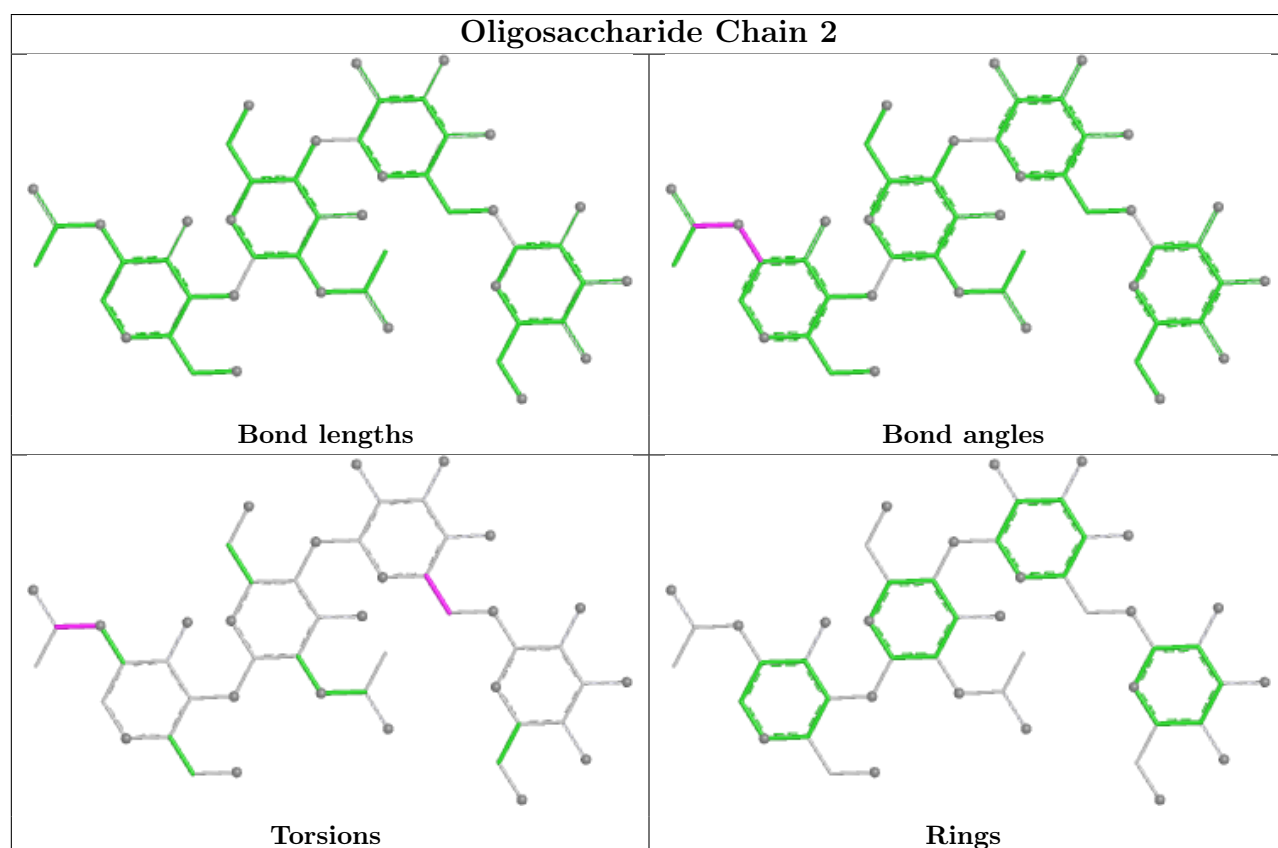 Oligosaccharide Chain 2
Bond lengths
Bond angles
Torsions
Rings